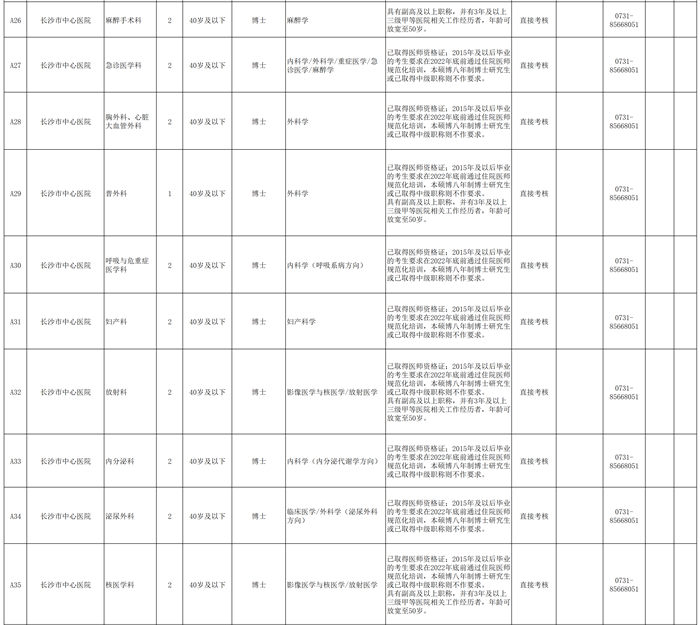 A26 长沙市中心医院 麻醉手术科 2 40岁及以下 博士 麻醉学
具有副高及以上职称，并有3年及以上
三级甲等医院相关工作经历者，年龄可
放宽至50岁。
直接考核
0731-
85668051
A27 长沙市中心医院 急诊医学科 2 40岁及以下 博士
内科学/外科学/重症医学/急
诊医学/麻醉学
已取得医师资格证；2015年及以后毕业
的考生要求在2022年底前通过住院医师
规范化培训，本硕博八年制博士研究生
或已取得中级职称则不作要求。
直接考核
0731-
85668051
A28 长沙市中心医院
胸外科、心脏
大血管外科
2 40岁及以下 博士 外科学
已取得医师资格证；2015年及以后毕业
的考生要求在2022年底前通过住院医师
规范化培训，本硕博八年制博士研究生
或已取得中级职称则不作要求。
直接考核
0731-
85668051
A29 长沙市中心医院 普外科 1 40岁及以下 博士 外科学
已取得医师资格证；2015年及以后毕业
的考生要求在2022年底前通过住院医师
规范化培训，本硕博八年制博士研究生
或已取得中级职称则不作要求。
具有副高及以上职称，并有3年及以上
三级甲等医院相关工作经历者，年龄可
放宽至50岁。
直接考核
0731-
85668051
A30 长沙市中心医院
呼吸与危重症
医学科
2 40岁及以下 博士 内科学（呼吸系病方向）
已取得医师资格证；2015年及以后毕业
的考生要求在2022年底前通过住院医师
规范化培训，本硕博八年制博士研究生
或已取得中级职称则不作要求。
直接考核
0731-
85668051
A31 长沙市中心医院 妇产科 2 40岁及以下 博士 妇产科学
已取得医师资格证；2015年及以后毕业
的考生要求在2022年底前通过住院医师
规范化培训，本硕博八年制博士研究生
或已取得中级职称则不作要求。
直接考核
0731-
85668051
A32 长沙市中心医院 放射科 2 40岁及以下 博士 影像医学与核医学/放射医学
已取得医师资格证；2015年及以后毕业
的考生要求在2022年底前通过住院医师
规范化培训，本硕博八年制博士研究生
或已取得中级职称则不作要求。
具有副高及以上职称，并有3年及以上
三级甲等医院相关工作经历者，年龄可
放宽至50岁。
直接考核
0731-
85668051
A33 长沙市中心医院 内分泌科 2 40岁及以下 博士 内科学（内分泌代谢学方向）
已取得医师资格证；2015年及以后毕业
的考生要求在2022年底前通过住院医师
规范化培训，本硕博八年制博士研究生
或已取得中级职称则不作要求。
直接考核
0731-
85668051
A34 长沙市中心医院 泌尿外科 2 40岁及以下 博士
临床医学/外科学（泌尿外科
方向）
已取得医师资格证；2015年及以后毕业
的考生要求在2022年底前通过住院医师
规范化培训，本硕博八年制博士研究生
或已取得中级职称则不作要求。
直接考核
0731-
85668051
A35 长沙市中心医院 核医学科 2 40岁及以下 博士 影像医学与核医学/放射医学
已取得医师资格证；2015年及以后毕业
的考生要求在2022年底前通过住院医师
规范化培训，本硕博八年制博士研究生
或已取得中级职称则不作要求。
具有副高及以上职称，并有3年及以上
三级甲等医院相关工作经历者，年龄可
放宽至50岁。
直接考核
0731-
85668051